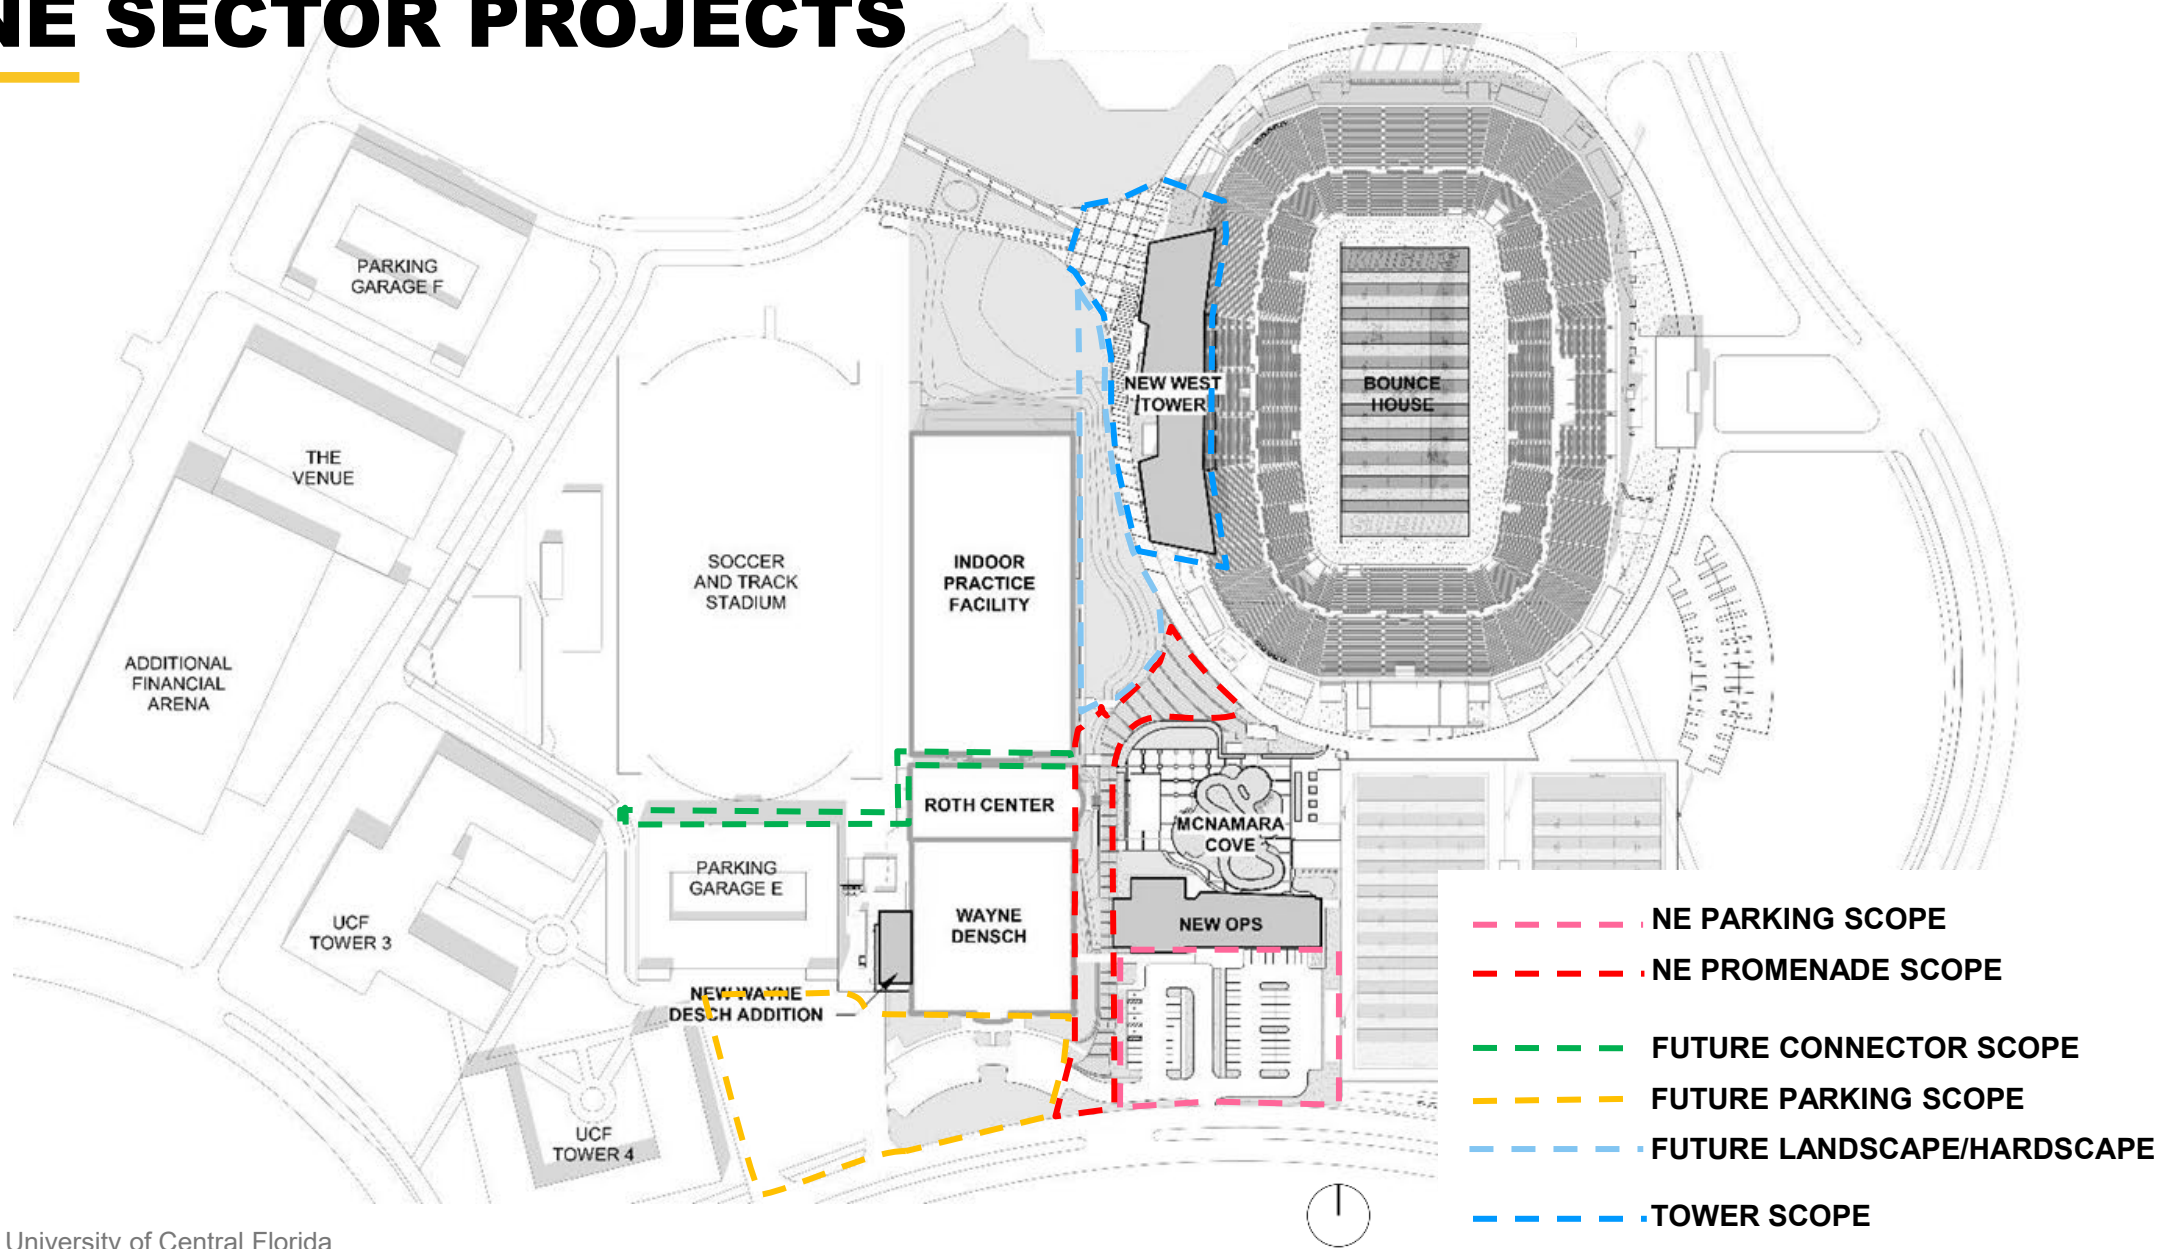 NE SECTOR PROJECTS
PARKING
GARAGE F
KNIGHTS
NEW WEST
TOWER
BOUNCE
HOUSE
THE
VENUE
SOCCER
AND TRACK
STADIUM
INDOOR
PRACTICE
FACILITY
ADDITIONAL
FINANCIAL
ARENA
ROTH CENTER
MCNAMARA
COVE
PARKING
GARAGE E
UCF
TOWER 3
WAYNE
DENSCH
NEW OPS
NEW WAYNE
DESCH ADDITION
UCF
TOWER 4
NE PARKING SCOPE
NE PROMENADE SCOPE
FUTURE CONNECTOR SCOPE
FUTURE PARKING SCOPE
FUTURE LANDSCAPE/HARDSCAPE
TOWER SCOPE
University of Central Florida